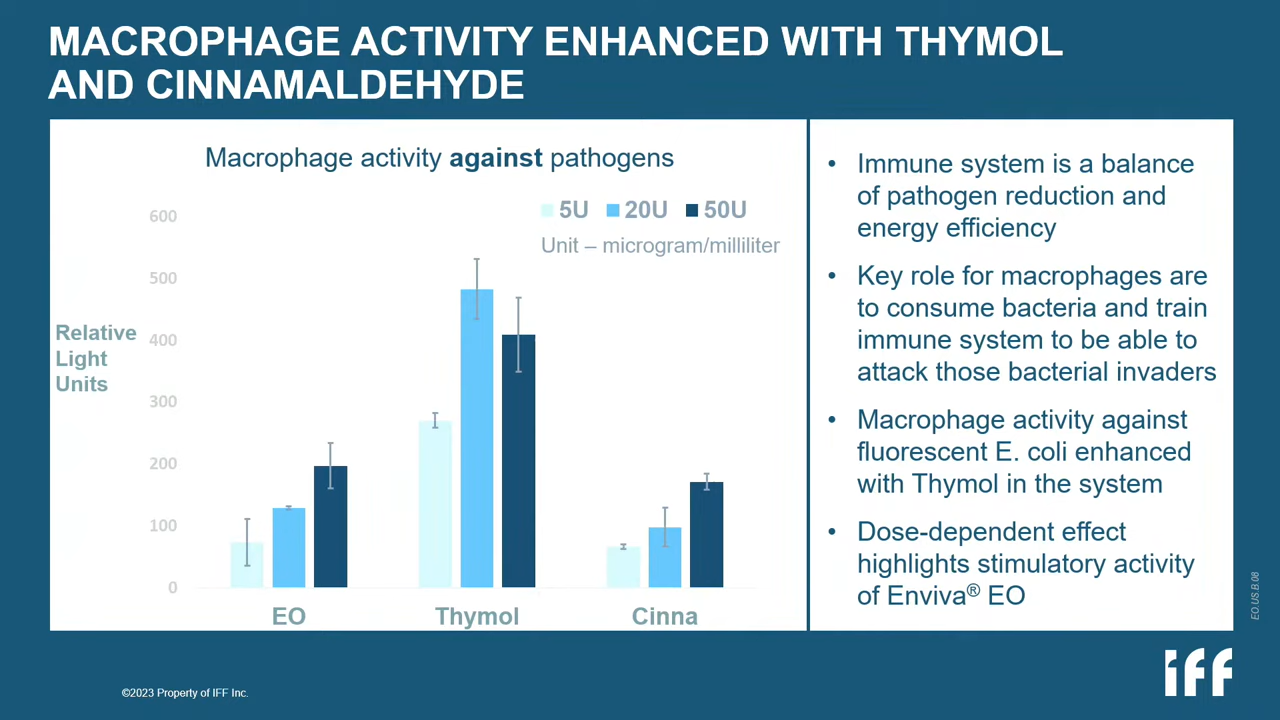 MACROPHAGE ACTIVITY ENHANCED WITH THYMOL
AND CINNAMALDEHYDE
Macrophage activity against pathogens
5U 20U 50U
Unit – microgram/milliliter
600
500
400
300
200
100
0
Relative
Light
Units
EO Thymol Cinna
• Immune system is a balance
of pathogen reduction and
energy efficiency
• Key role for macrophages are
to consume bacteria and train
immune system to be able to
attack those bacterial invaders
• Macrophage activity against
fluorescent E. coli enhanced
with Thymol in the system
• Dose-dependent effect
highlights stimulatory activity
of Enviva® EO
EO.US.B.08
©2023 Property of IFF Inc.
iff